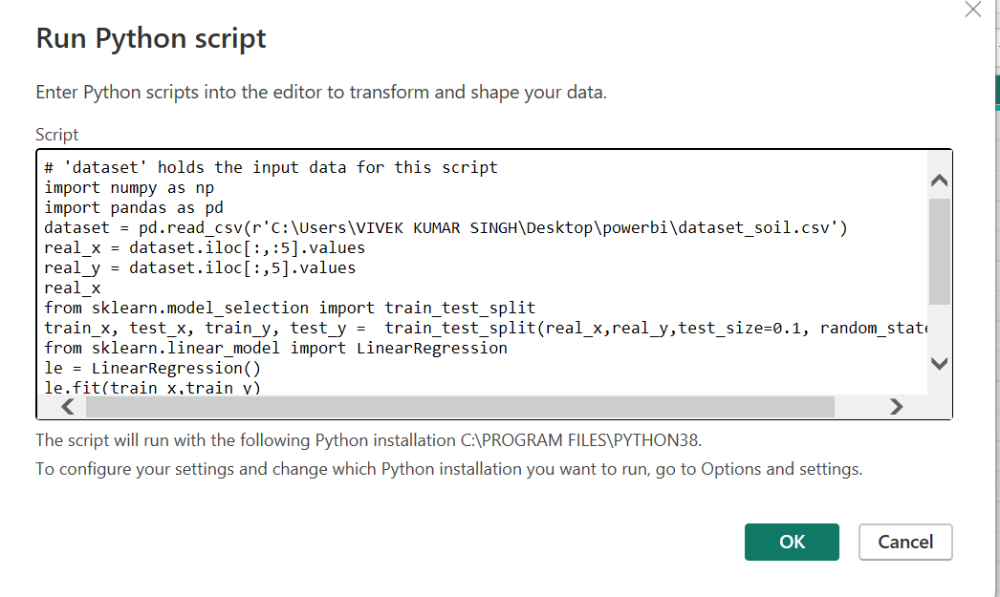 Run Python script
Enter Python scripts into the editor to transform and shape your data.
Script
# 'dataset' holds the input data for this script
import numpy as np
import pandas as pd
dataset = pd.read_csv(r'C:\Users\VIVEK KUMAR SINGH\Desktop\powerbi\dataset_soil.csv')
real_x = dataset.iloc[:,:5].values
real_y = dataset.iloc[:,5].values
real_x
from sklearn.model_selection import train_test_split
train_x, test_x, train_y, test_y =  train_test_split(real_x,real_y,test_size=0.1, random_state
from sklearn.linear_model import LinearRegression
le = LinearRegression()
le.fit(train_x,train_y)
The script will run with the following Python installation C:\PROGRAM FILES\PYTHON38.
To configure your settings and change which Python installation you want to run, go to Options and settings.
OK
Cancel